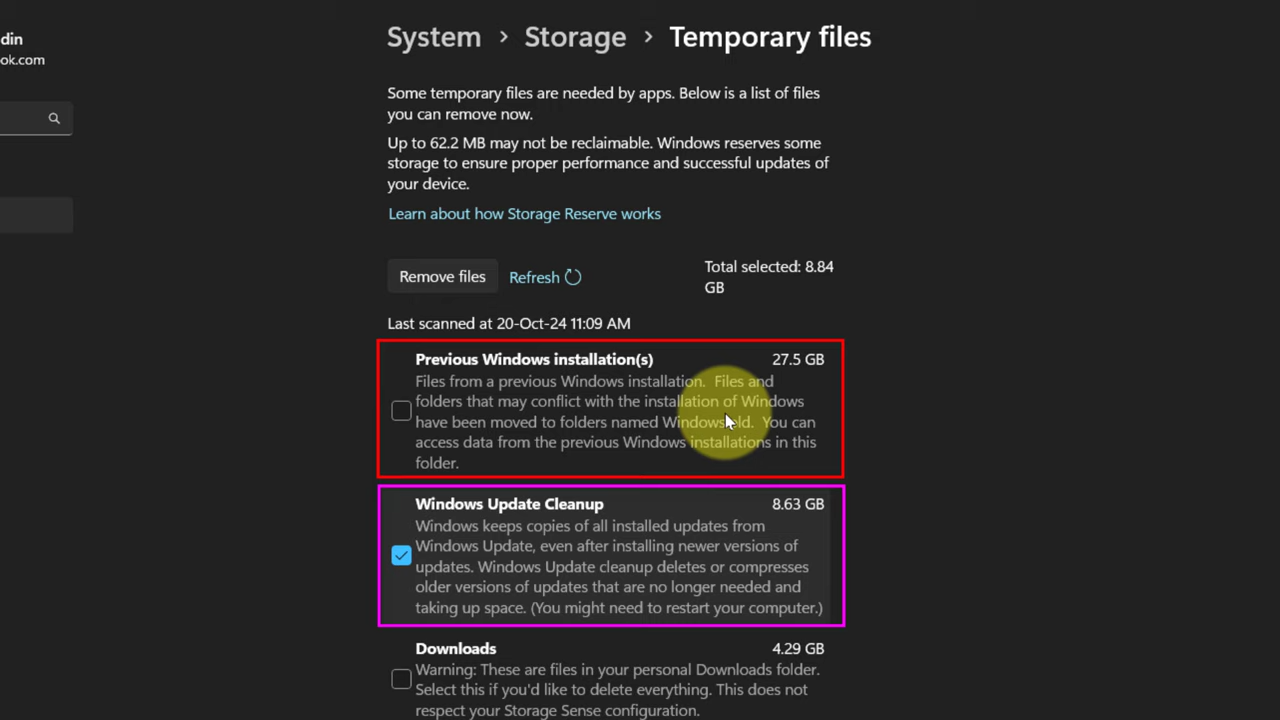 din
ok.com
System > Storage > Temporary files
Some temporary files are needed by apps. Below is a list of files
you can remove now.
Up to 62.2 MB may not be reclaimable. Windows reserves some
storage to ensure proper performance and successful updates of
your device.
Learn about how Storage Reserve works
Remove files
Refresh
Total selected: 8.84
GB
Last scanned at 20-Oct-24 11:09 AM
Previous Windows installation(s) 27.5 GB
Files from a previous Windows installation.  Files and
folders that may conflict with the installation of Windows
have been moved to folders named Windows.old.  You can
access data from the previous Windows installations in this
folder.
Windows Update Cleanup 8.63 GB
Windows keeps copies of all installed updates from
Windows Update, even after installing newer versions of
updates. Windows Update cleanup deletes or compresses
older versions of updates that are no longer needed and
taking up space. (You might need to restart your computer.)
Downloads 4.29 GB
Warning: These are files in your personal Downloads folder.
Select this if you'd like to delete everything. This does not
respect your Storage Sense configuration.